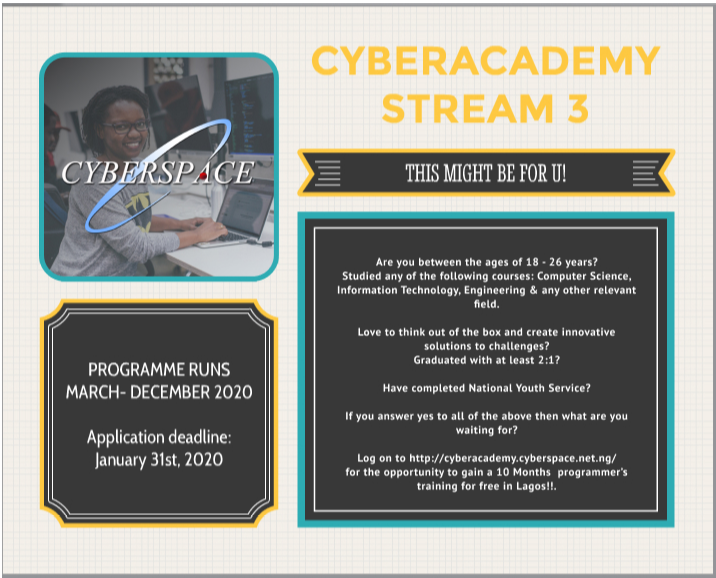 CYBERACADEMY
STREAM 3
CYBERSPACE
THIS MIGHT BE FOR U!
Are you between the ages of 18 - 26 years?
Studied any of the following courses: Computer Science,
Information Technology, Engineering & any other relevant
field.
Love to think out of the box and create innovative
solutions to challenges?
Graduated with at least 2:1?
Have completed National Youth Service?
If you answer yes to all of the above then what are you
waiting for?
Log on to http://cyberacademy.cyberspace.net.ng/
for the opportunity to gain a 10 Months programmer's
training for free in Lagos!!.
PROGRAMME RUNS
MARCH- DECEMBER 2020
Application deadline:
January 31st, 2020